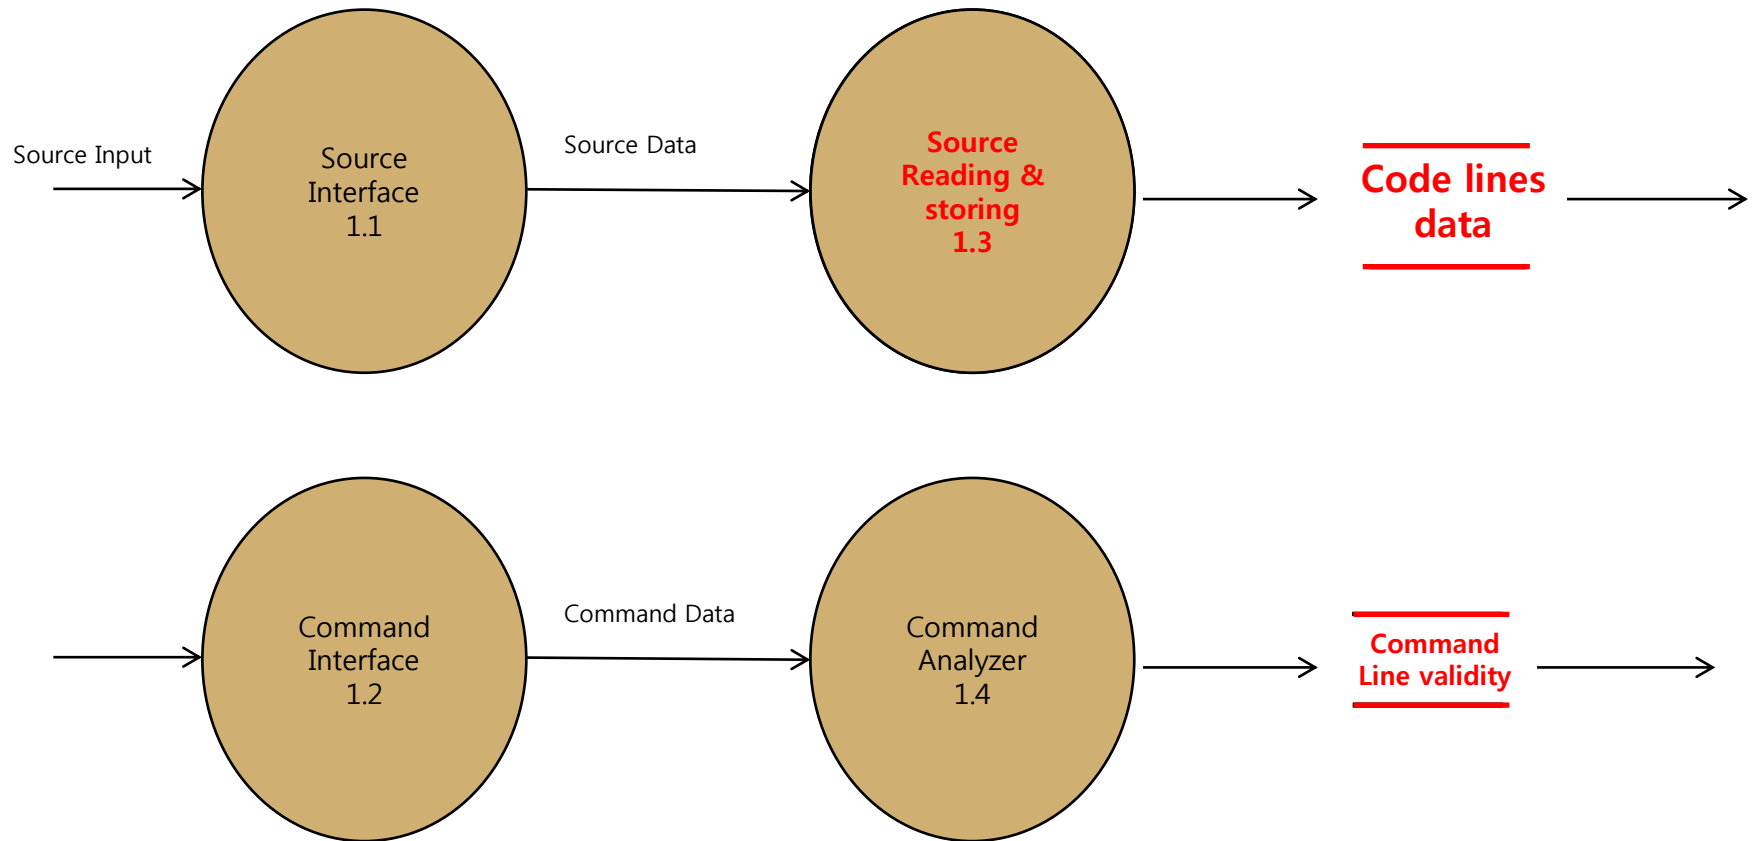 Source Input
Source
Interface
1.1
Source Data
Source
Reading &
storing
1.3
Code lines
data
Command
Interface
1.2
Command Data
Command
Analyzer
1.4
Command
Line validity